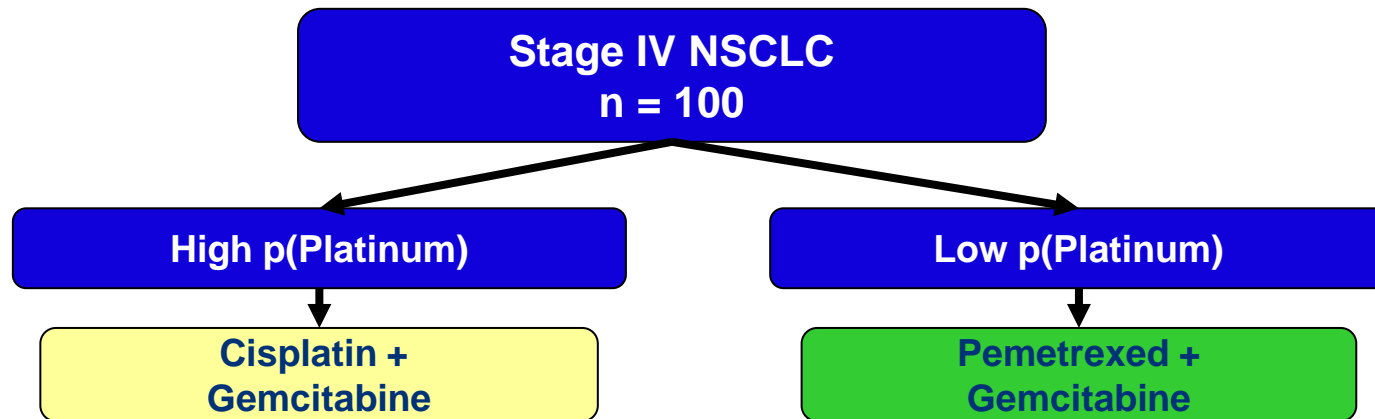 Stage IV NSCLC
n = 100
High p(Platinum)
Low p(Platinum)
Cisplatin +
Gemcitabine
Pemetrexed +
Gemcitabine